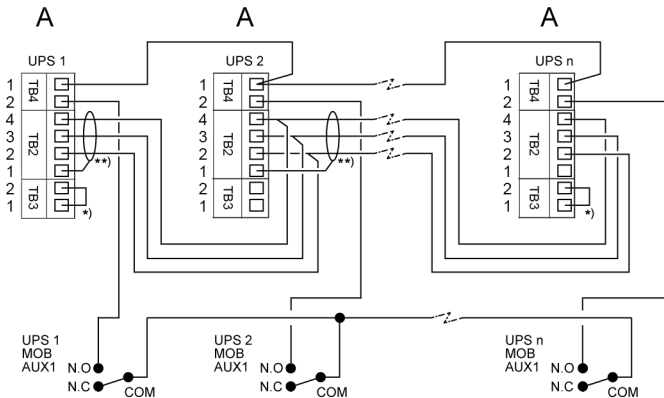 A A A
UPS 1 UPS 2 UPS n
1 1 1
2 TB4 2 TB4 2 TB4
4 4 4
3 TB2 3 TB2 3 TB2
2 2 2
1 **) 1 **) 1
2 TB3 2 TB3 2 TB3
1 *) 1 1 *)
UPS 1 UPS 2 UPS n
MOB MOB MOB
AUX1 N.O AUX1 N.O AUX1 N.O
N.C COM N.C COM N.C COM